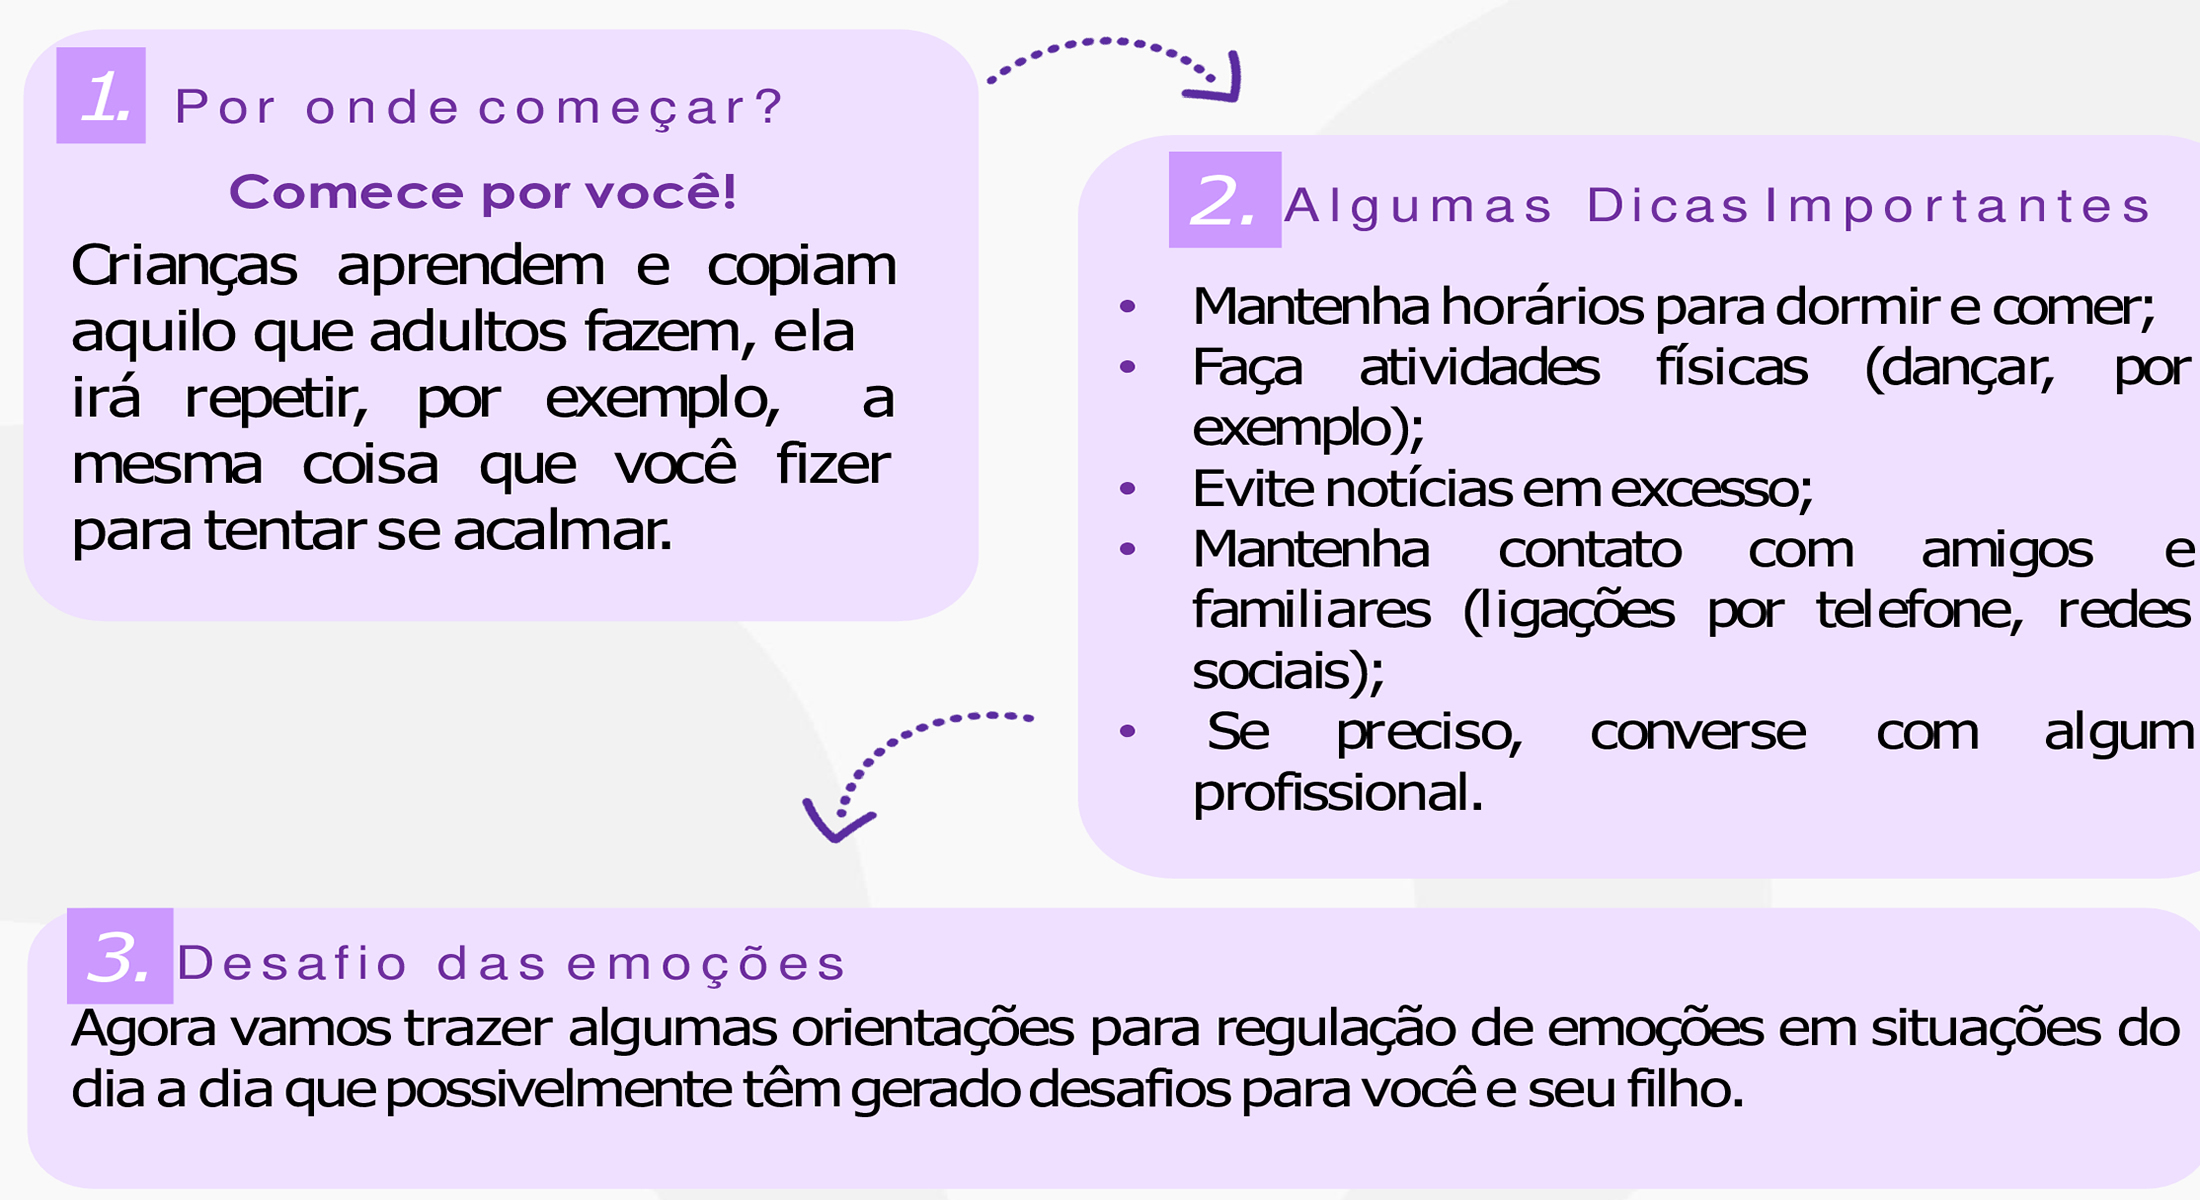 1. Por onde começar?
Comece por você!
Crianças aprendem e copiam
aquilo que adultos fazem, ela
irá repetir, por exemplo, a
mesma coisa que você fizer
para tentar se acalmar.
2. Algumas Dicas Importantes
• Mantenha horários para dormir e comer;
• Faça atividades físicas (dançar, por
exemplo);
• Evite notícias em excesso;
• Mantenha contato com amigos e
familiares (ligações por telefone, redes
sociais);
• Se preciso, converse com algum
profissional.
3. Desafio das emoções
Agora vamos trazer algumas orientações para regulação de emoções em situações do
dia a dia que possivelmente têm gerado desafios para você e seu filho.